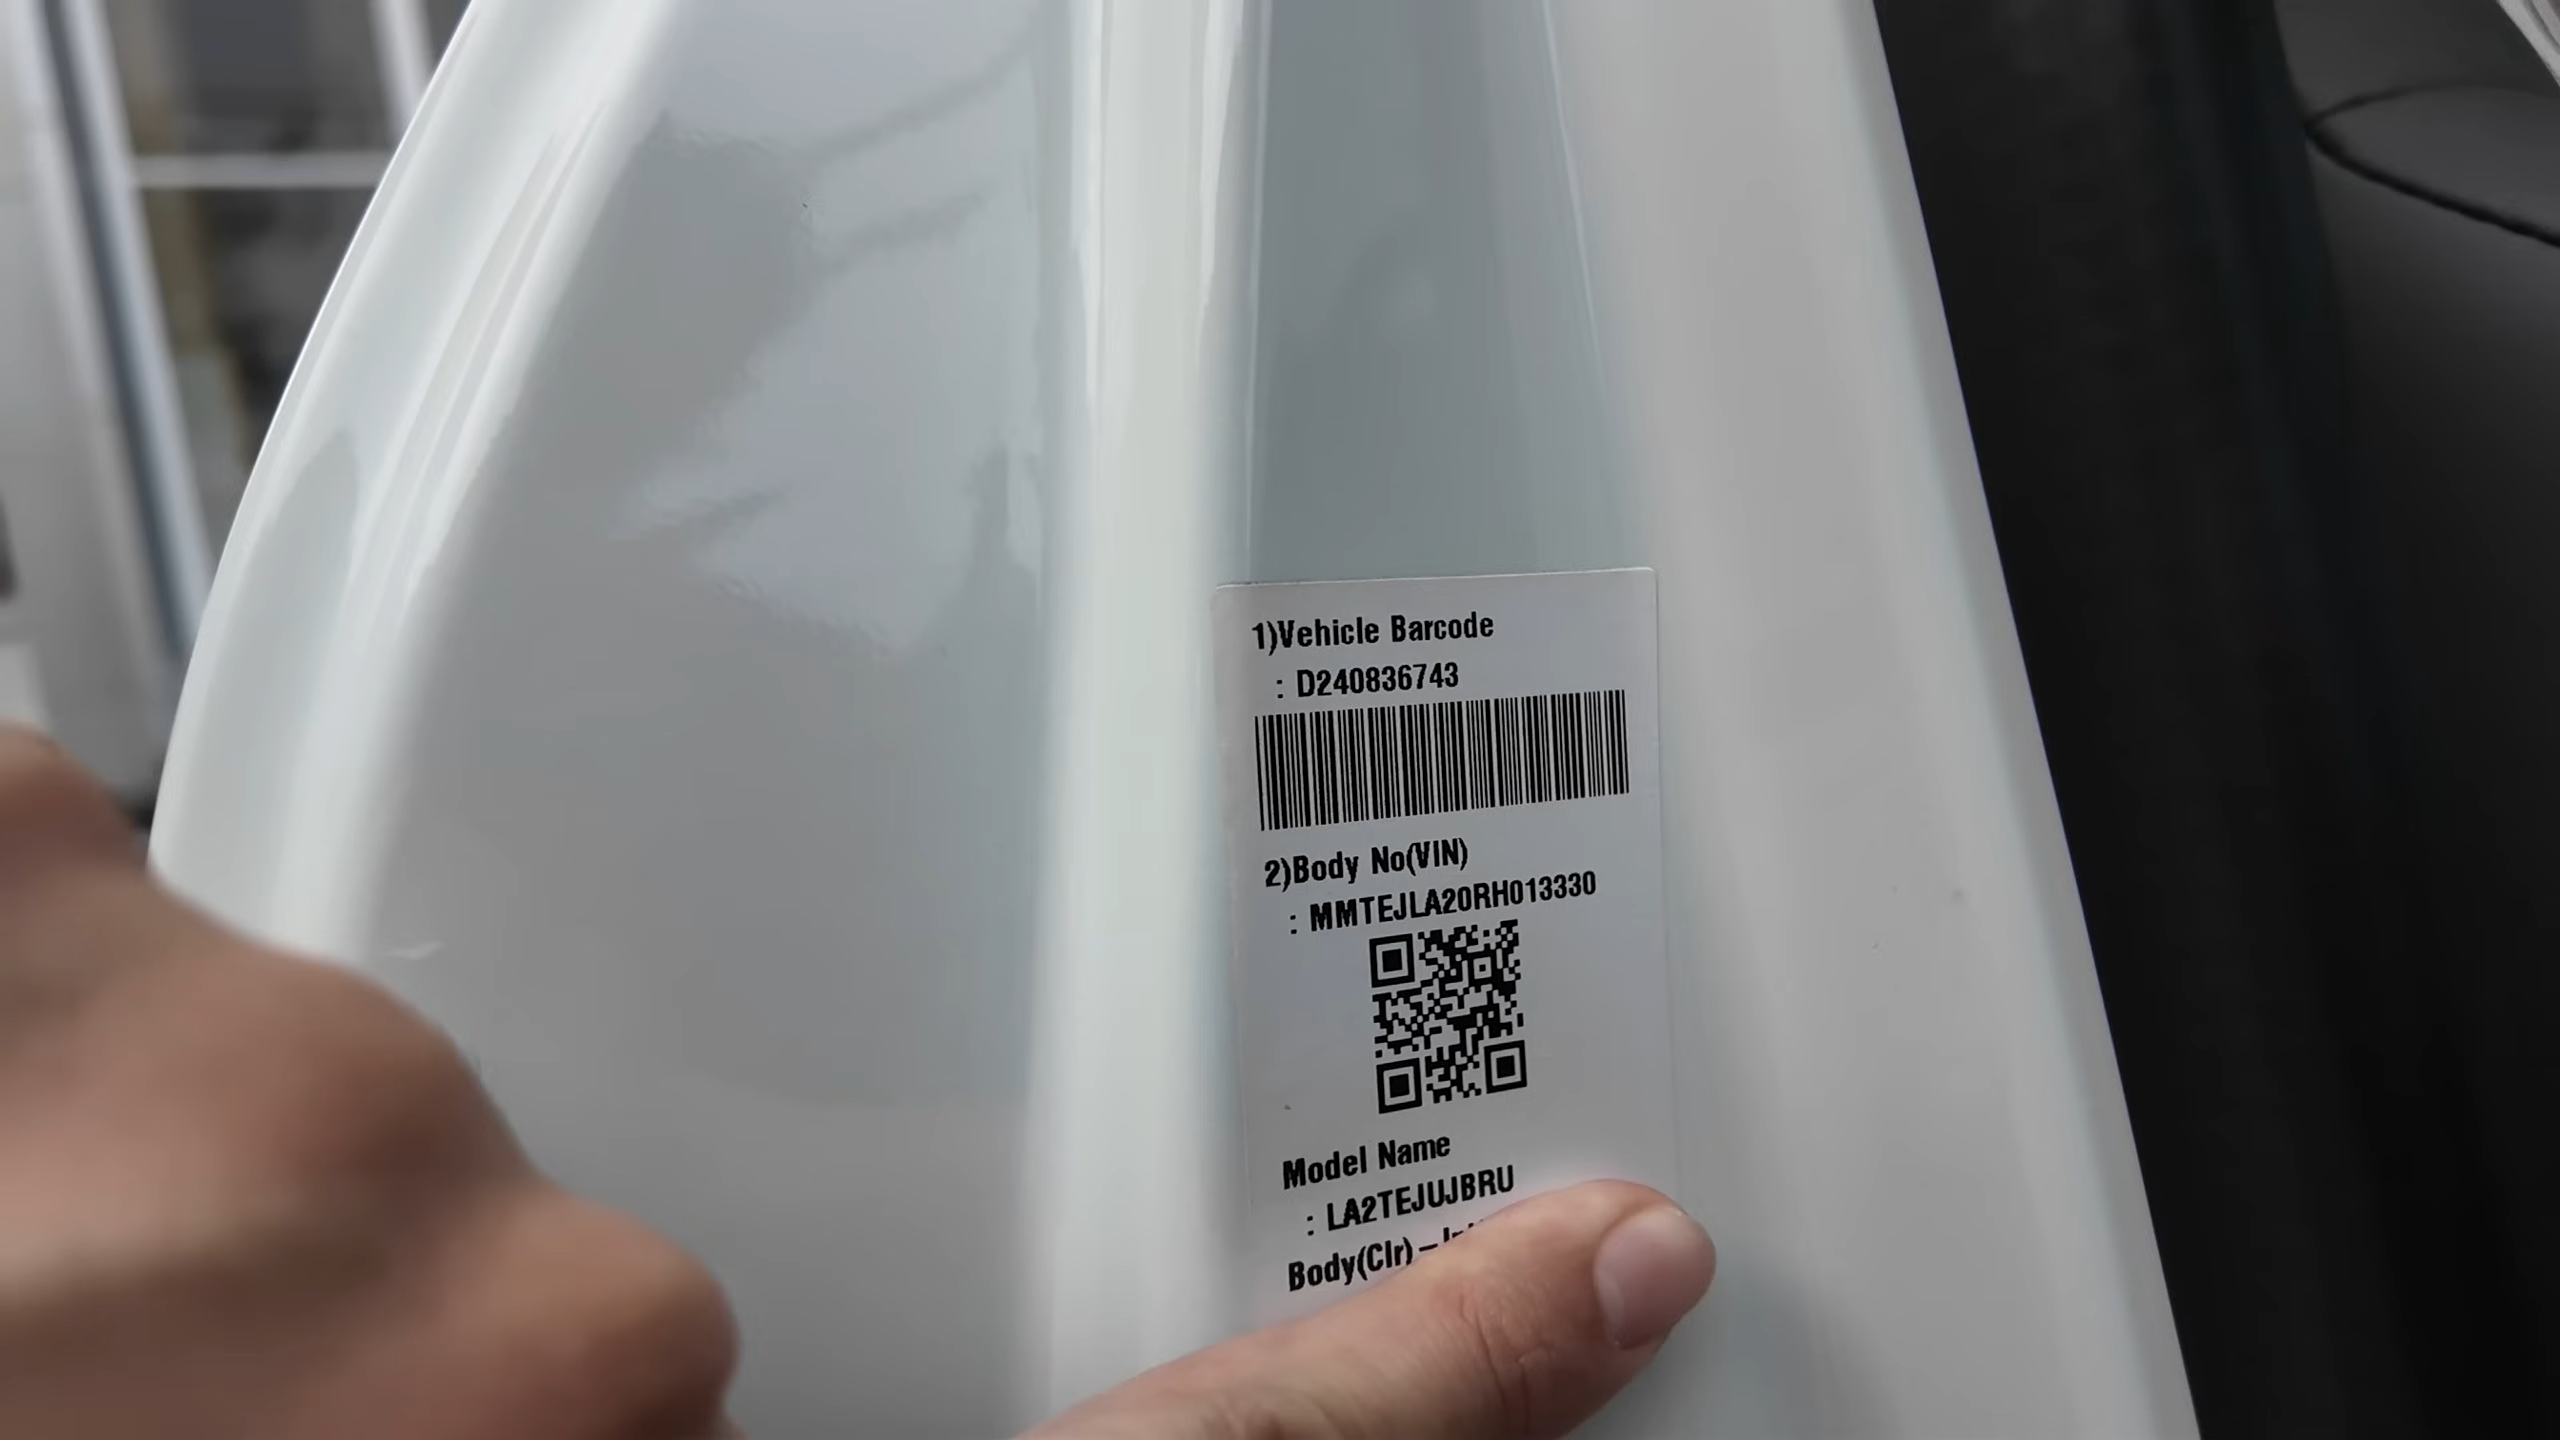 1)Vehicle Barcode
: D240836743
2)Body No(VIN)
: MMTEJLA20RH013330
Model Name
: LA2TEJUJBRU
Body(Clr)-